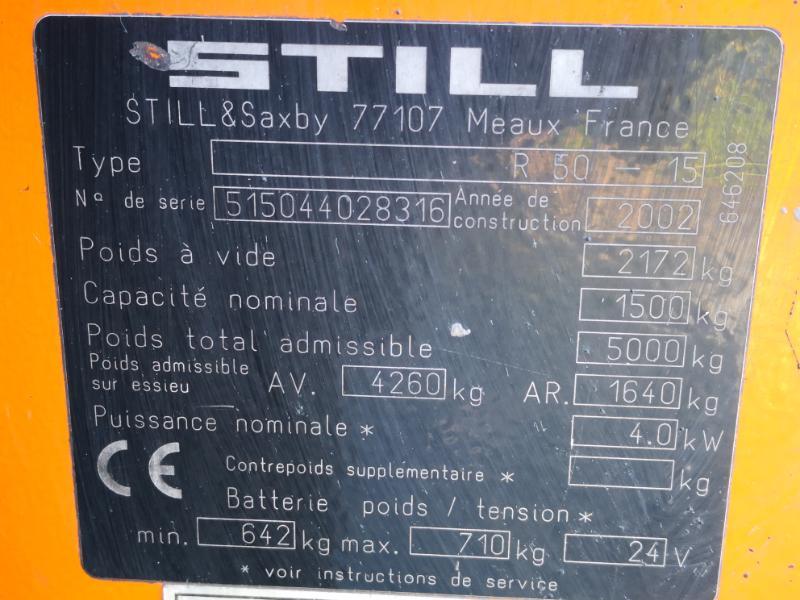 STILL
STILL&Saxby 77107 Meaux France
Type R 50 - 15
Nº de serie 515044028316 Année de construction 2002
646208
Poids à vide 2172 kg
Capacité nominale 1500 kg
Poids total admissible 5000 kg
Poids admissible sur essieu AV. 4260 kg AR. 1640 kg
Puissance nominale * 4.0 kW
CE
Contrepoids supplémentaire * kg
Batterie poids / tension *
min. 642 kg max. 710 kg 24 V
* voir instructions de service